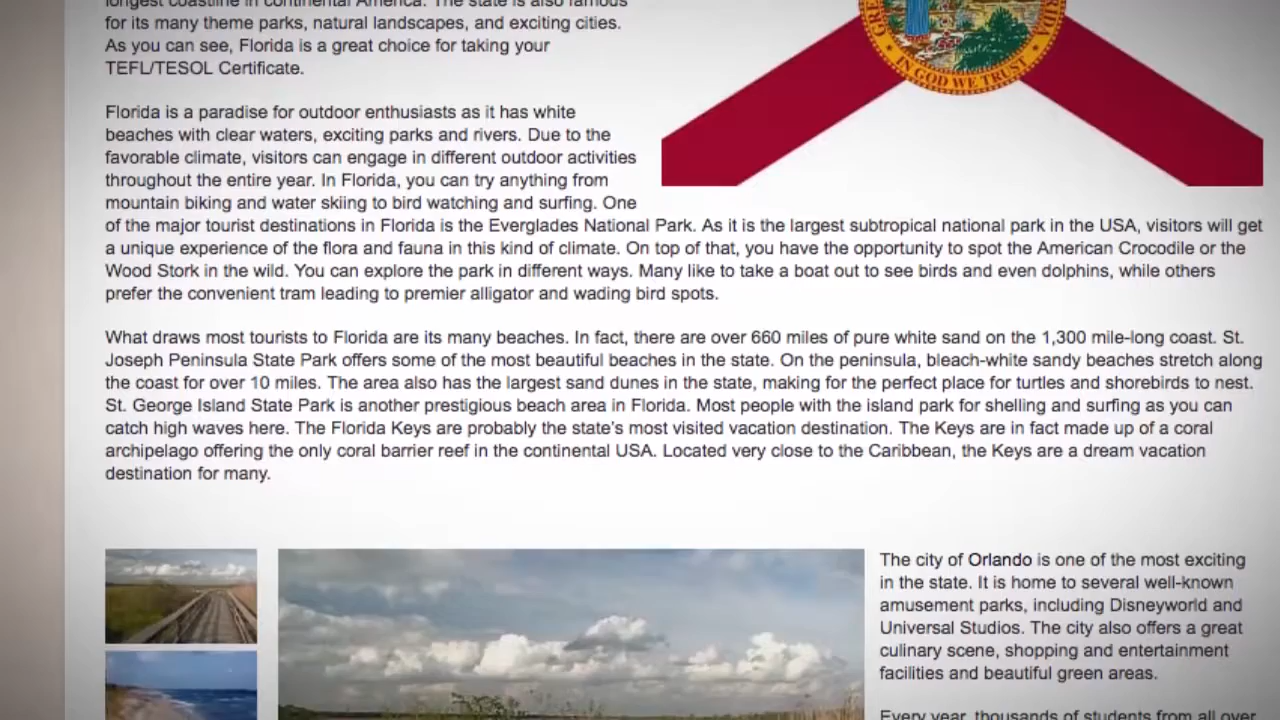 longest coastline in continental America. The state is also famous
for its many theme parks, natural landscapes, and exciting cities.
As you can see, Florida is a great choice for taking your
TEFL/TESOL Certificate.
IN GOD WE TRUST
Florida is a paradise for outdoor enthusiasts as it has white
beaches with clear waters, exciting parks and rivers. Due to the
favorable climate, visitors can engage in different outdoor activities
throughout the entire year. In Florida, you can try anything from
mountain biking and water skiing to bird watching and surfing. One
of the major tourist destinations in Florida is the Everglades National Park. As it is the largest subtropical national park in the USA, visitors will get
a unique experience of the flora and fauna in this kind of climate. On top of that, you have the opportunity to spot the American Crocodile or the
Wood Stork in the wild. You can explore the park in different ways. Many like to take a boat out to see birds and even dolphins, while others
prefer the convenient tram leading to premier alligator and wading bird spots.
What draws most tourists to Florida are its many beaches. In fact, there are over 660 miles of pure white sand on the 1,300 mile-long coast. St.
Joseph Peninsula State Park offers some of the most beautiful beaches in the state. On the peninsula, bleach-white sandy beaches stretch along
the coast for over 10 miles. The area also has the largest sand dunes in the state, making for the perfect place for turtles and shorebirds to nest.
St. George Island State Park is another prestigious beach area in Florida. Most people with the island park for shelling and surfing as you can
catch high waves here. The Florida Keys are probably the state's most visited vacation destination. The Keys are in fact made up of a coral
archipelago offering the only coral barrier reef in the continental USA. Located very close to the Caribbean, the Keys are a dream vacation
destination for many.
The city of Orlando is one of the most exciting
in the state. It is home to several well-known
amusement parks, including Disneyworld and
Universal Studios. The city also offers a great
culinary scene, shopping and entertainment
facilities and beautiful green areas.
Every year, thousands of students from all over